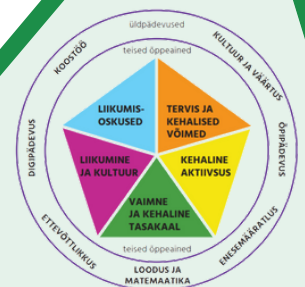 üldpädevused
KOOSTÖÖ
KULTUUR JA VÄÄRTUS
teised õppeained
LIIKUMIS-
OSKUSED
TERVIS JA
KEHALISED
VÕIMED
DIGIPÄDEVUS
ÕPIPÄDEVUS
LIIKUMINE
JA KULTUUR
KEHALINE
AKTIIVSUS
VAIMNE
JA KEHALINE
TASAKAAL
ETTEVÕTLIKKUS
ENESEMÄÄRATLUS
teised õppeained
LOODUS JA
MATEMAATIKA